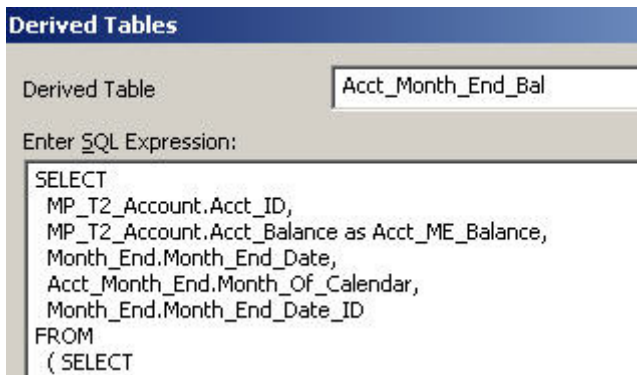 Derived Tables
Derived Table
Acct_Month_End_Bal
Enter SQL Expression:
SELECT
MP_T2_Account.Acct_ID,
MP_T2_Account.Acct_Balance as Acct_ME_Balance,
Month_End.Month_End_Date,
Acct_Month_End.Month_Of_Calendar,
Month_End.Month_End_Date_ID
FROM
( SELECT